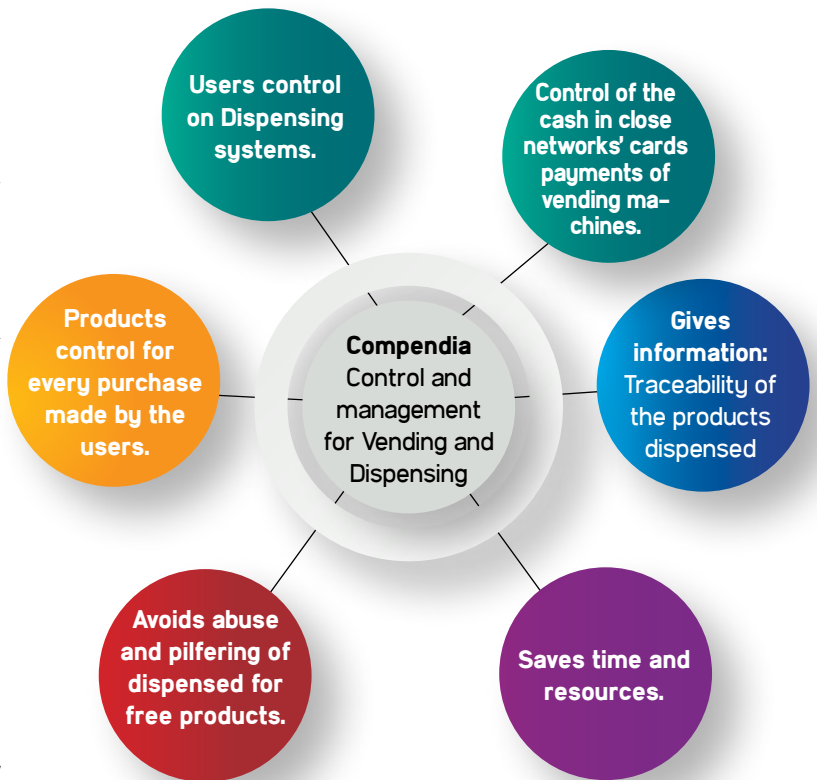 Users control
on Dispensing
systems.
Control of the
cash in close
networks' cards
payments of
vending ma-
chines.
Products
control for
every purchase
made by the
users.
Compendia
Control and
management
for Vending and
Dispensing
Gives
information:
Traceability of
the products
dispensed
Avoids abuse
and pilfering of
dispensed for
free products.
Saves time and
resources.